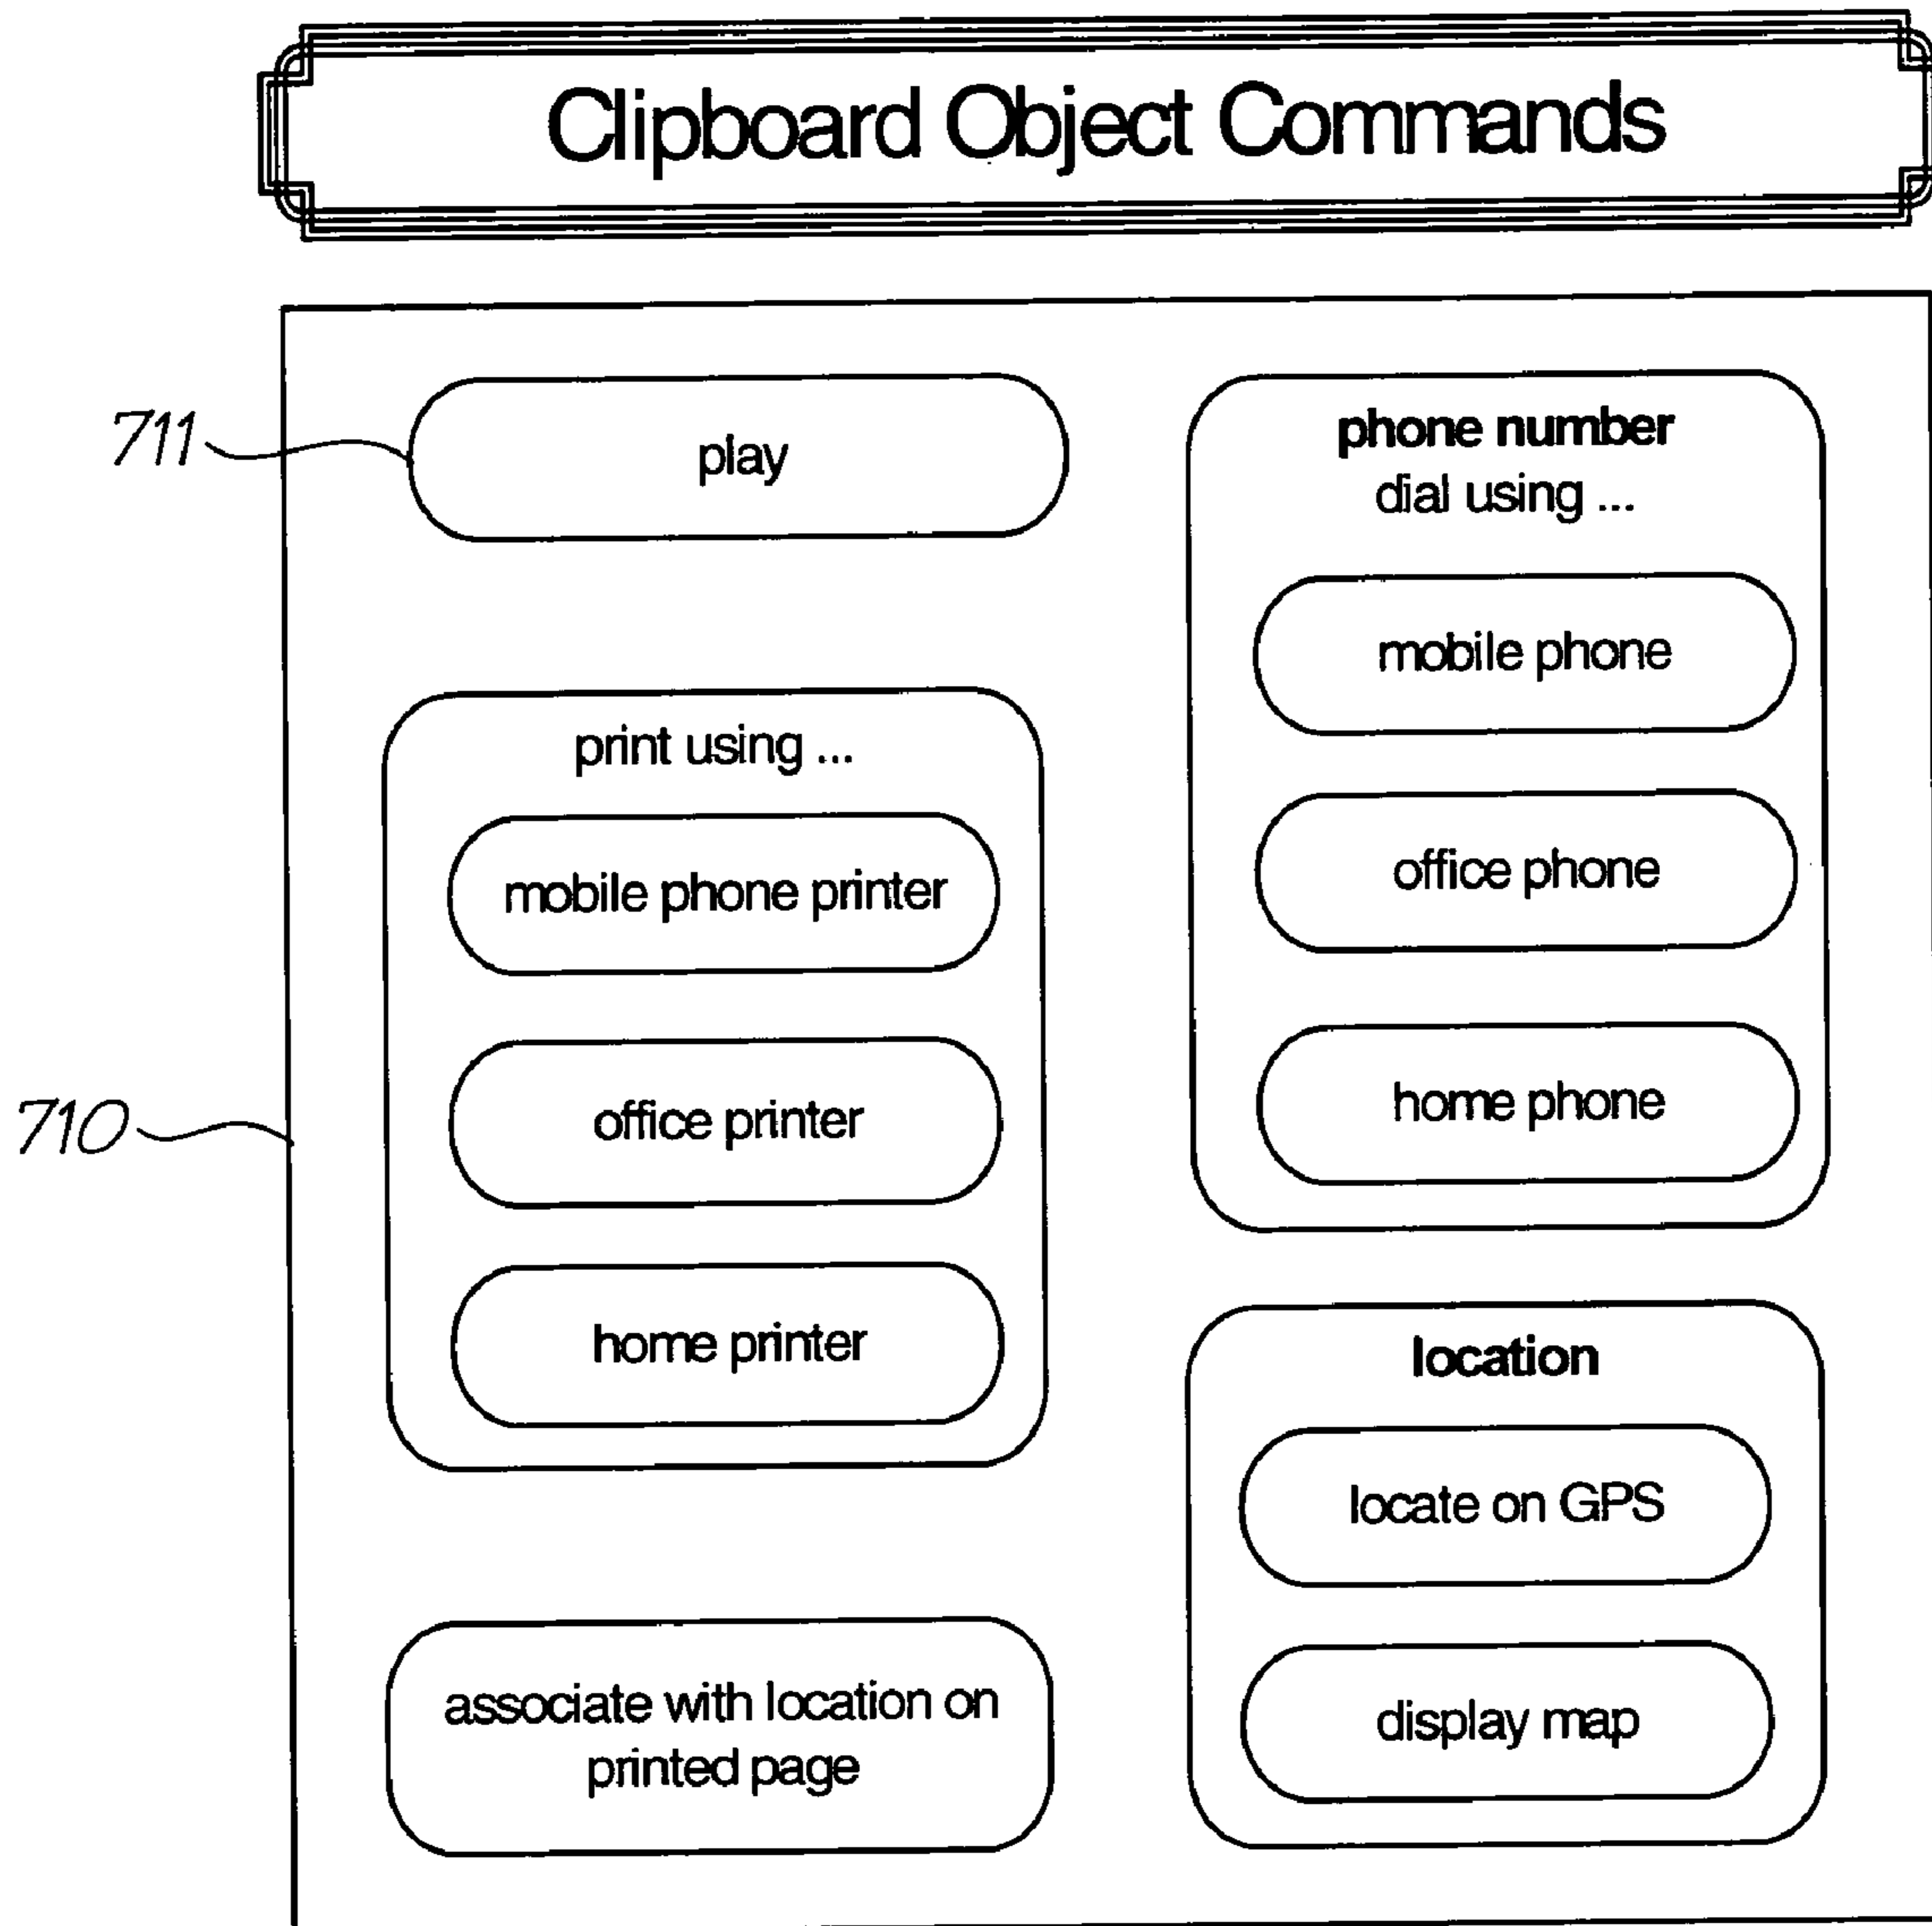 Clipboard Object Commands
711
play
print using ...
mobile phone printer
office printer
home printer
710
associate with location on
printed page
phone number
dial using ...
mobile phone
office phone
home phone
location
locate on GPS
display map